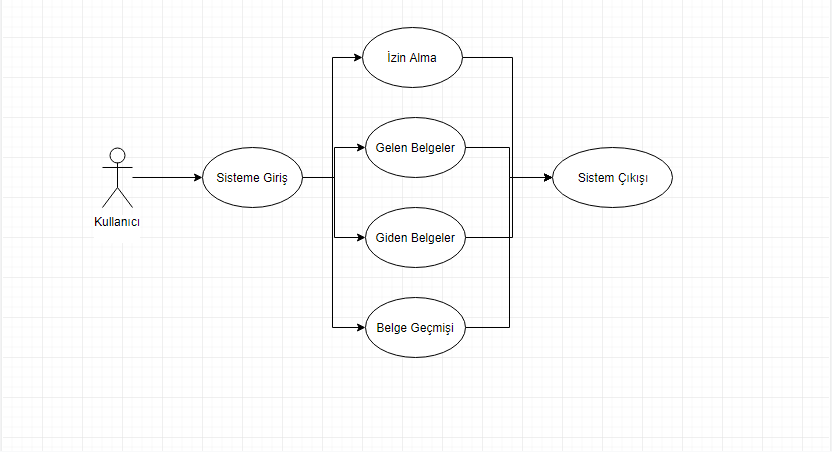 İzin Alma
Gelen Belgeler
Sisteme Giriş
Sistem Çıkışı
Kullanıcı
Giden Belgeler
Belge Geçmişi